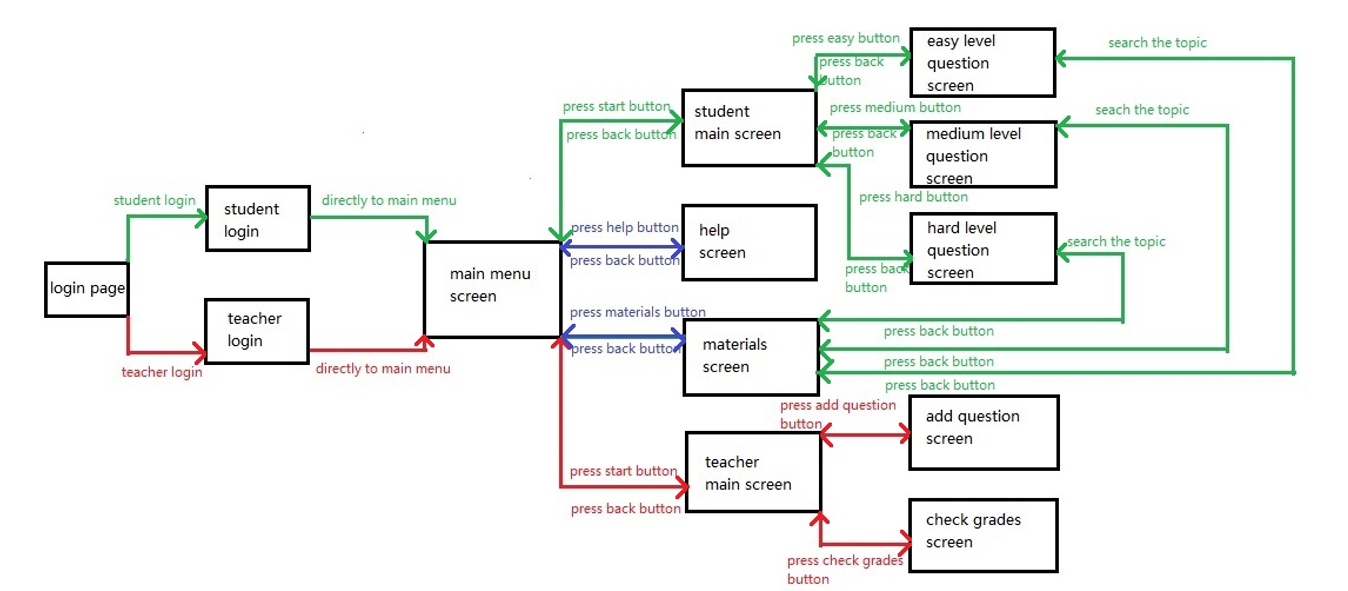 press easy button
easy level
question
screen
search the topic
press back
button
press start button
press back button
student
main screen
press medium button
press back
button
medium level
question
screen
seach the topic
student login
student
login
directly to main menu
press hard button
press help button
press back button
help
screen
hard level
question
screen
search the topic
press back
button
login page
main menu
screen
teacher
login
teacher login
directly to main menu
press materials button
press back button
materials
screen
press back button
press back button
press back button
press add question
button
add question
screen
press start button
press back button
teacher
main screen
check grades
screen
press check grades
button